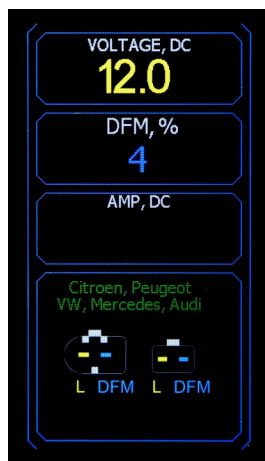 VOLTAGE, DC
12.0
DFM, %
4
AMP, DC
Citroen, Peugeot
VW, Mercedes, Audi
L DFM L DFM